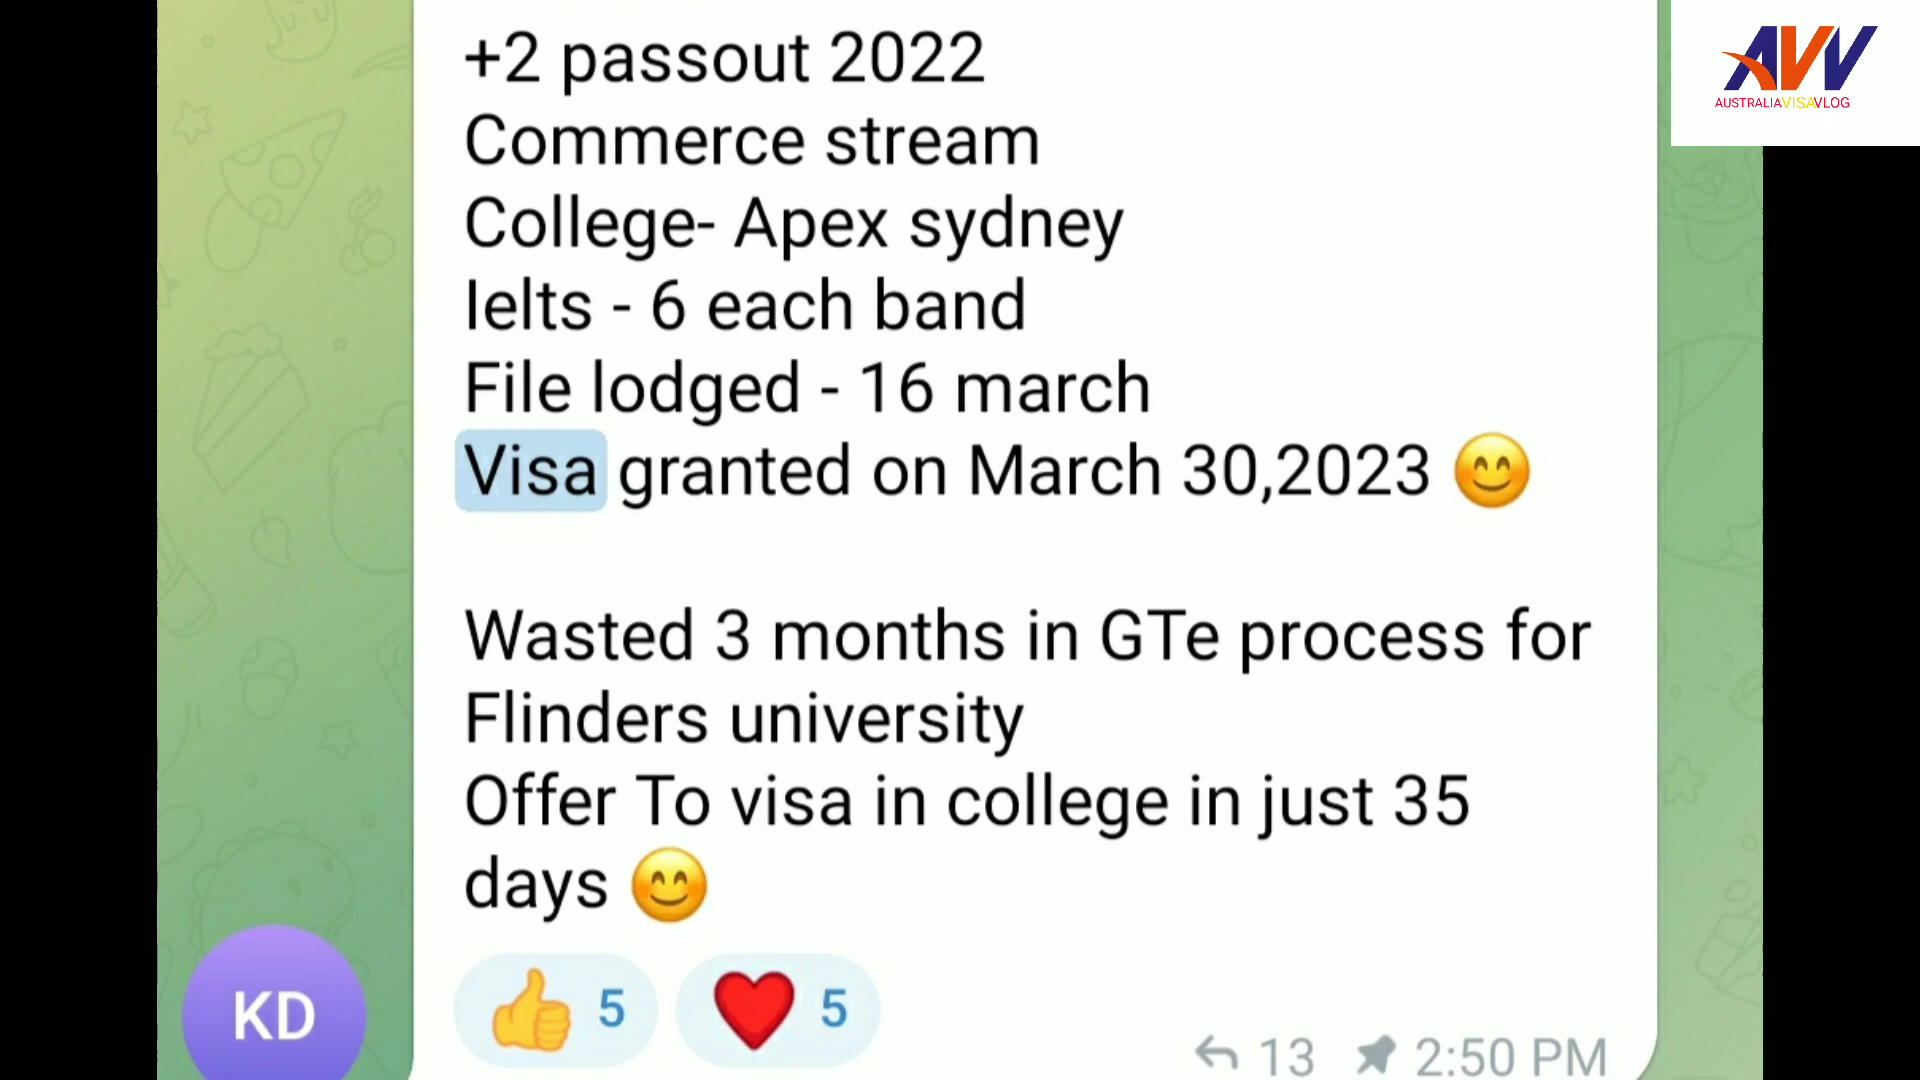 +2 passout 2022
Commerce stream
College- Apex sydney
Ielts - 6 each band
File lodged - 16 march
Visa granted on March 30,2023 😊
Wasted 3 months in GTe process for
Flinders university
Offer To visa in college in just 35
days 😊
👍 5 ❤️ 5
13 2:50 PM
KD
AVV
AUSTRALIAVISAVLOG